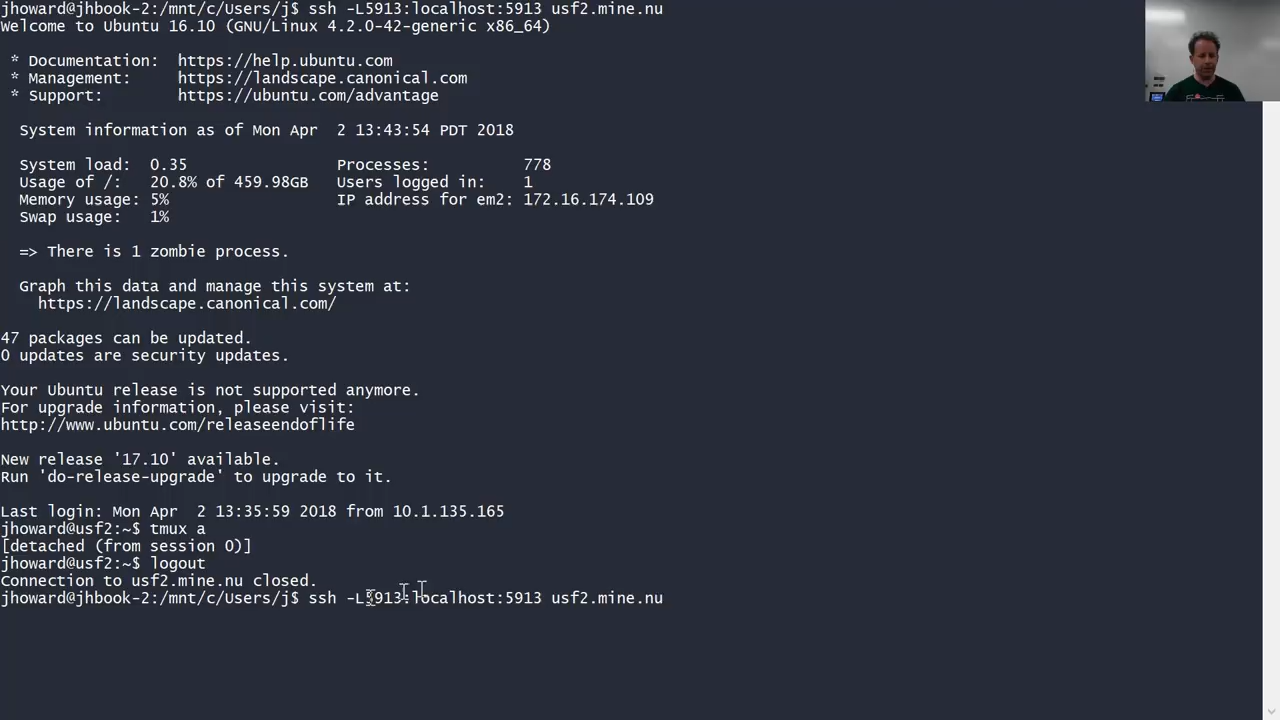 jhoward@jhbook-2:/mnt/c/Users/j$ ssh -L5913:localhost:5913 usf2.mine.nu
Welcome to Ubuntu 16.10 (GNU/Linux 4.2.0-42-generic x86_64)
* Documentation:  https://help.ubuntu.com
* Management:     https://landscape.canonical.com
* Support:        https://ubuntu.com/advantage
System information as of Mon Apr  2 13:43:54 PDT 2018
System load:  0.35                Processes:          778
Usage of /:   20.8% of 459.98GB   Users logged in:    1
Memory usage: 5%                  IP address for em2: 172.16.174.109
Swap usage:   1%
=> There is 1 zombie process.
Graph this data and manage this system at:
https://landscape.canonical.com/
47 packages can be updated.
0 updates are security updates.
Your Ubuntu release is not supported anymore.
For upgrade information, please visit:
http://www.ubuntu.com/releaseendoflife
New release '17.10' available.
Run 'do-release-upgrade' to upgrade to it.
Last login: Mon Apr  2 13:35:59 2018 from 10.1.135.165
jhoward@usf2:~$ tmux a
[detached (from session 0)]
jhoward@usf2:~$ logout
Connection to usf2.mine.nu closed.
jhoward@jhbook-2:/mnt/c/Users/j$ ssh -L5913:localhost:5913 usf2.mine.nu